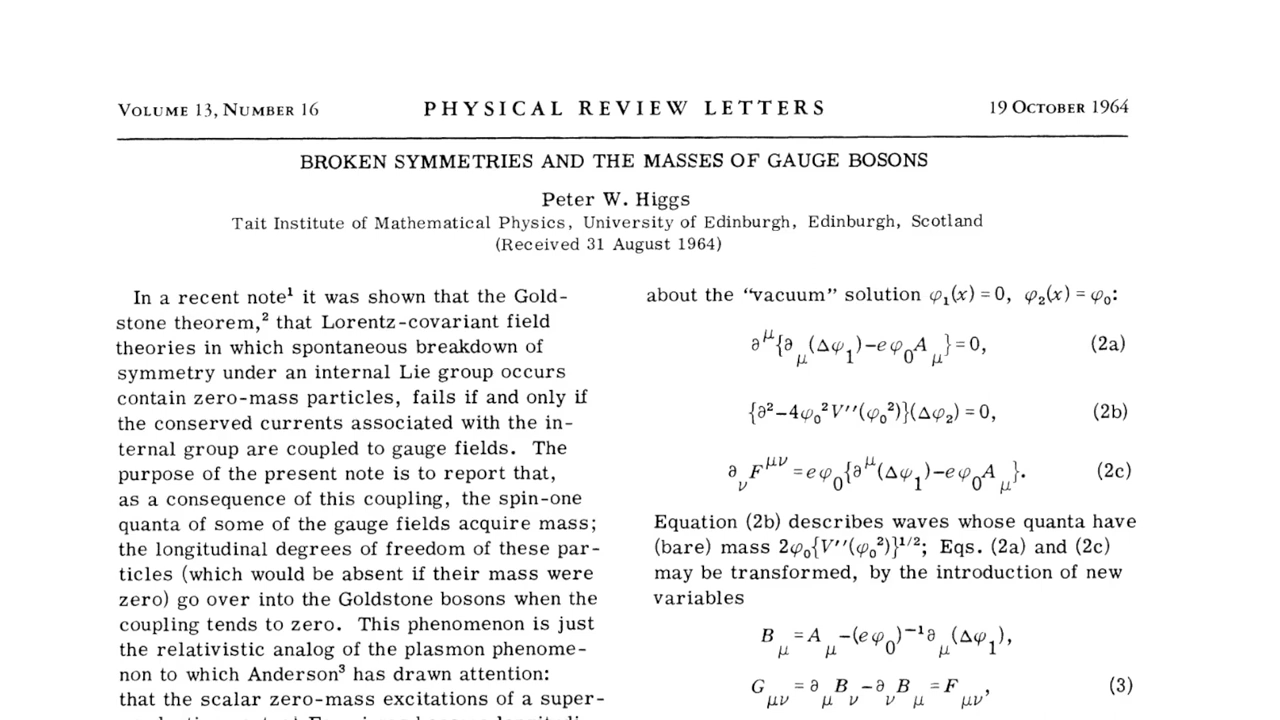 VOLUME 13, NUMBER 16 PHYSICAL REVIEW LETTERS 19 OCTOBER 1964
BROKEN SYMMETRIES AND THE MASSES OF GAUGE BOSONS
Peter W. Higgs
Tait Institute of Mathematical Physics, University of Edinburgh, Edinburgh, Scotland
(Received 31 August 1964)
In a recent note¹ it was shown that the Gold-
stone theorem,² that Lorentz-covariant field
theories in which spontaneous breakdown of
symmetry under an internal Lie group occurs
contain zero-mass particles, fails if and only if
the conserved currents associated with the in-
ternal group are coupled to gauge fields. The
purpose of the present note is to report that,
as a consequence of this coupling, the spin-one
quanta of some of the gauge fields acquire mass;
the longitudinal degrees of freedom of these par-
ticles (which would be absent if their mass were
zero) go over into the Goldstone bosons when the
coupling tends to zero. This phenomenon is just
the relativistic analog of the plasmon phenome-
non to which Anderson³ has drawn attention:
that the scalar zero-mass excitations of a super-
about the “vacuum” solution φ₁(x) = 0, φ₂(x) = φ₀:
∂^μ{∂_μ(Δφ₁)−eφ₀A_μ}=0, (2a)
{∂²−4φ₀²V′′(φ₀²)}(Δφ₂) = 0, (2b)
∂_νF^μν=eφ₀{∂^μ(Δφ₁)−eφ₀A_μ}. (2c)
Equation (2b) describes waves whose quanta have
(bare) mass 2φ₀{V′′(φ₀²)}^1/2; Eqs. (2a) and (2c)
may be transformed, by the introduction of new
variables
B_μ=A_μ−(eφ₀)⁻¹∂_μ(Δφ₁),
G_μν=∂_μB_ν−∂_νB_μ=F_μν, (3)